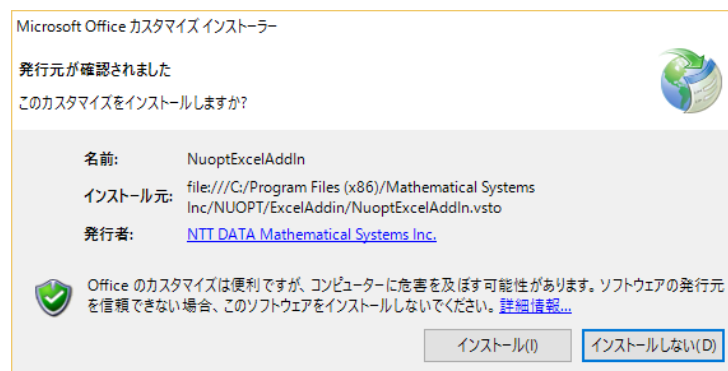 Microsoft Office カスタマイズ インストーラー
発行元が確認されました
このカスタマイズをインストールしますか?
名前: NuoptExcelAddIn
インストール元: file:///C:/Program Files (x86)/Mathematical Systems
Inc/NUOPT/ExcelAddin/NuoptExcelAddIn.vsto
発行者: NTT DATA Mathematical Systems Inc.
Office のカスタマイズは便利ですが、コンピューターに危害を及ぼす可能性があります。ソフトウェアの発行元
を信頼できない場合、このソフトウェアをインストールしないでください。詳細情報...
インストール(I) インストールしない(D)